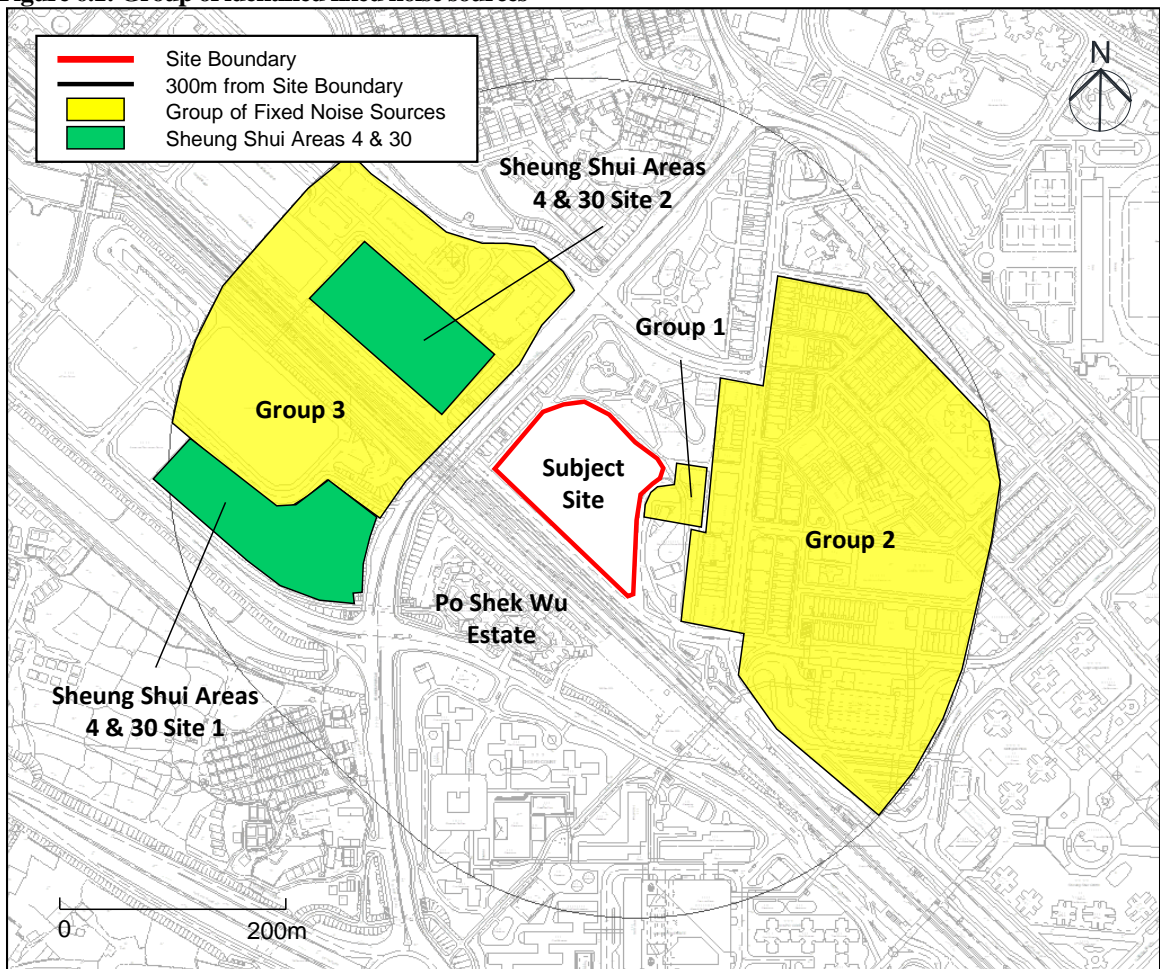 Site Boundary
300m from Site Boundary
Group of Fixed Noise Sources
Sheung Shui Areas 4 & 30
N
Sheung Shui Areas
4 & 30 Site 2
Group 1
Group 3
Subject
Site
Group 2
Po Shek Wu
Estate
Sheung Shui Areas
4 & 30 Site 1
0
200m